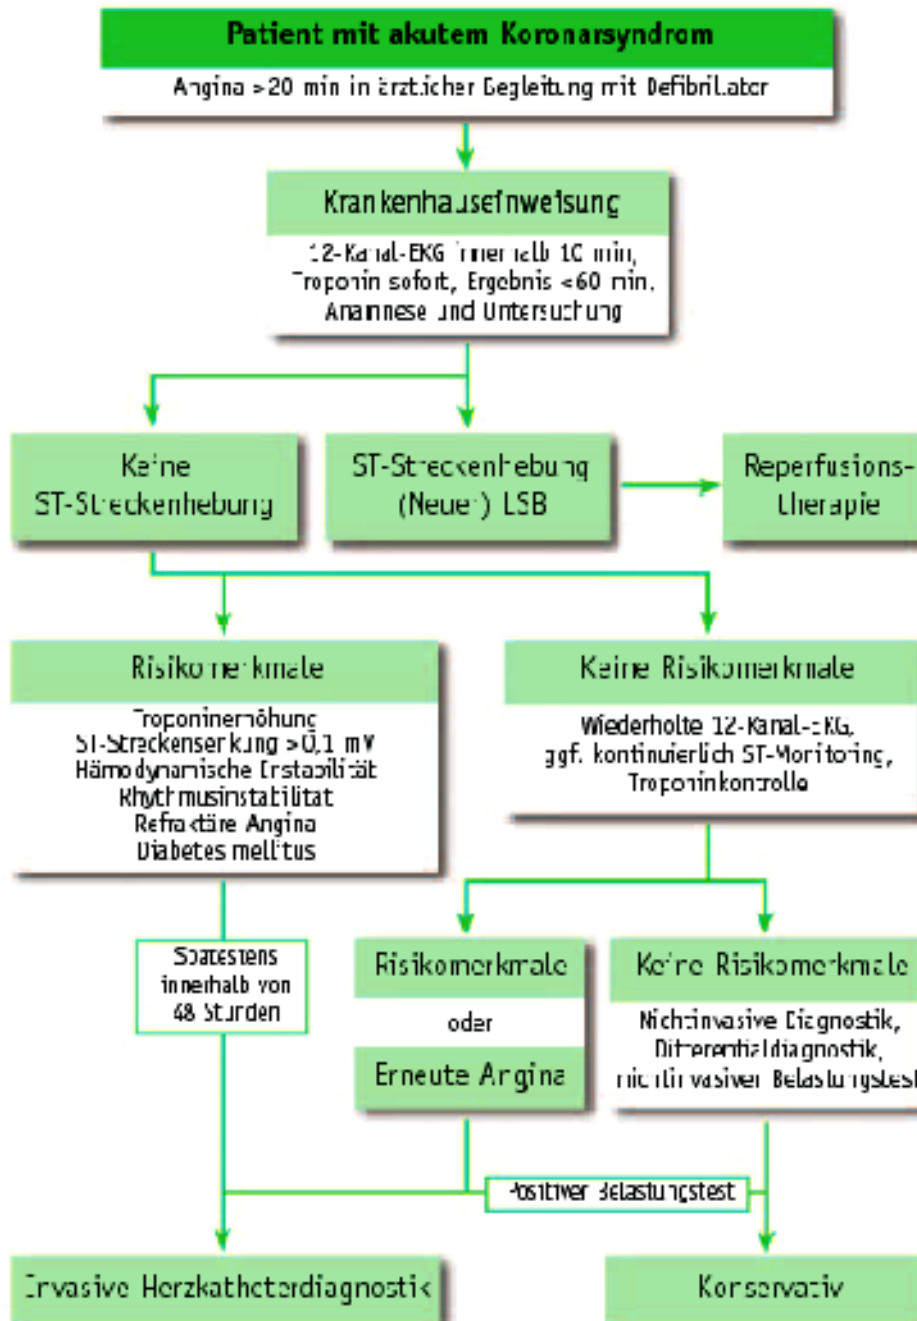 Patient mit akutem Koronarsyndrom
Angina >20 min in ärztlicher Begleitung mit Defibrillator
Krankenhauseinweisung
12-Kanal-EKG innerhalb 10 min,
Troponin sofort, Ergebnis <60 min,
Anamnese und Untersuchung
Keine
ST-Streckenhebung
ST-Streckenhebung
(Neuer) LSB
Reperfusions-
therapie
Risikomerkmale
Troponinerhöhung
ST-Streckensenkung >0,1 mV
Hämodynamische Instabilität
Rhythmusinstabilität
Refraktäre Angina
Diabetes mellitus
Keine Risikomerkmale
Wiederholte 12-Kanal-EKG,
ggf. kontinuierlich ST-Monitoring,
Troponinkontrolle
Spätestens
innerhalb von
48 Stunden
Risikomerkmale
oder
Erneute Angina
Keine Risikomerkmale
Nichtinvasive Diagnostik,
Differentialdiagnostik,
nichtinvasiver Belastungstest
Positiver Belastungstest
Invasive Herzkatheterdiagnostik
Konservativ